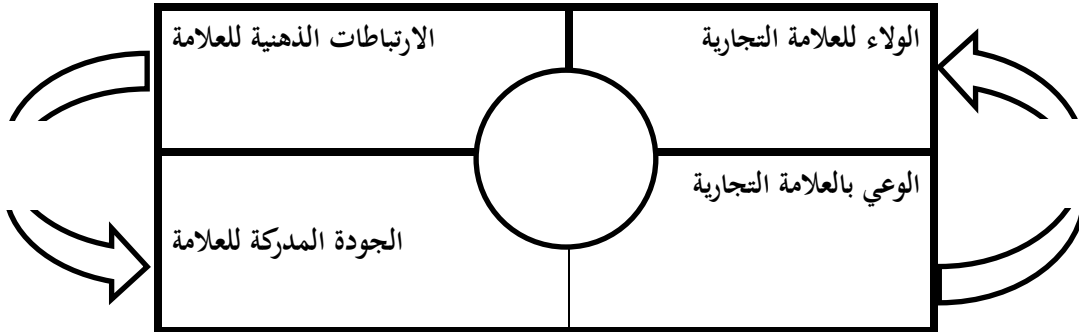 الولاء للعلامة التجارية
الارتباطات الذهنية للعلامة
الوعي بالعلامة التجارية
الجودة المدركة للعلامة